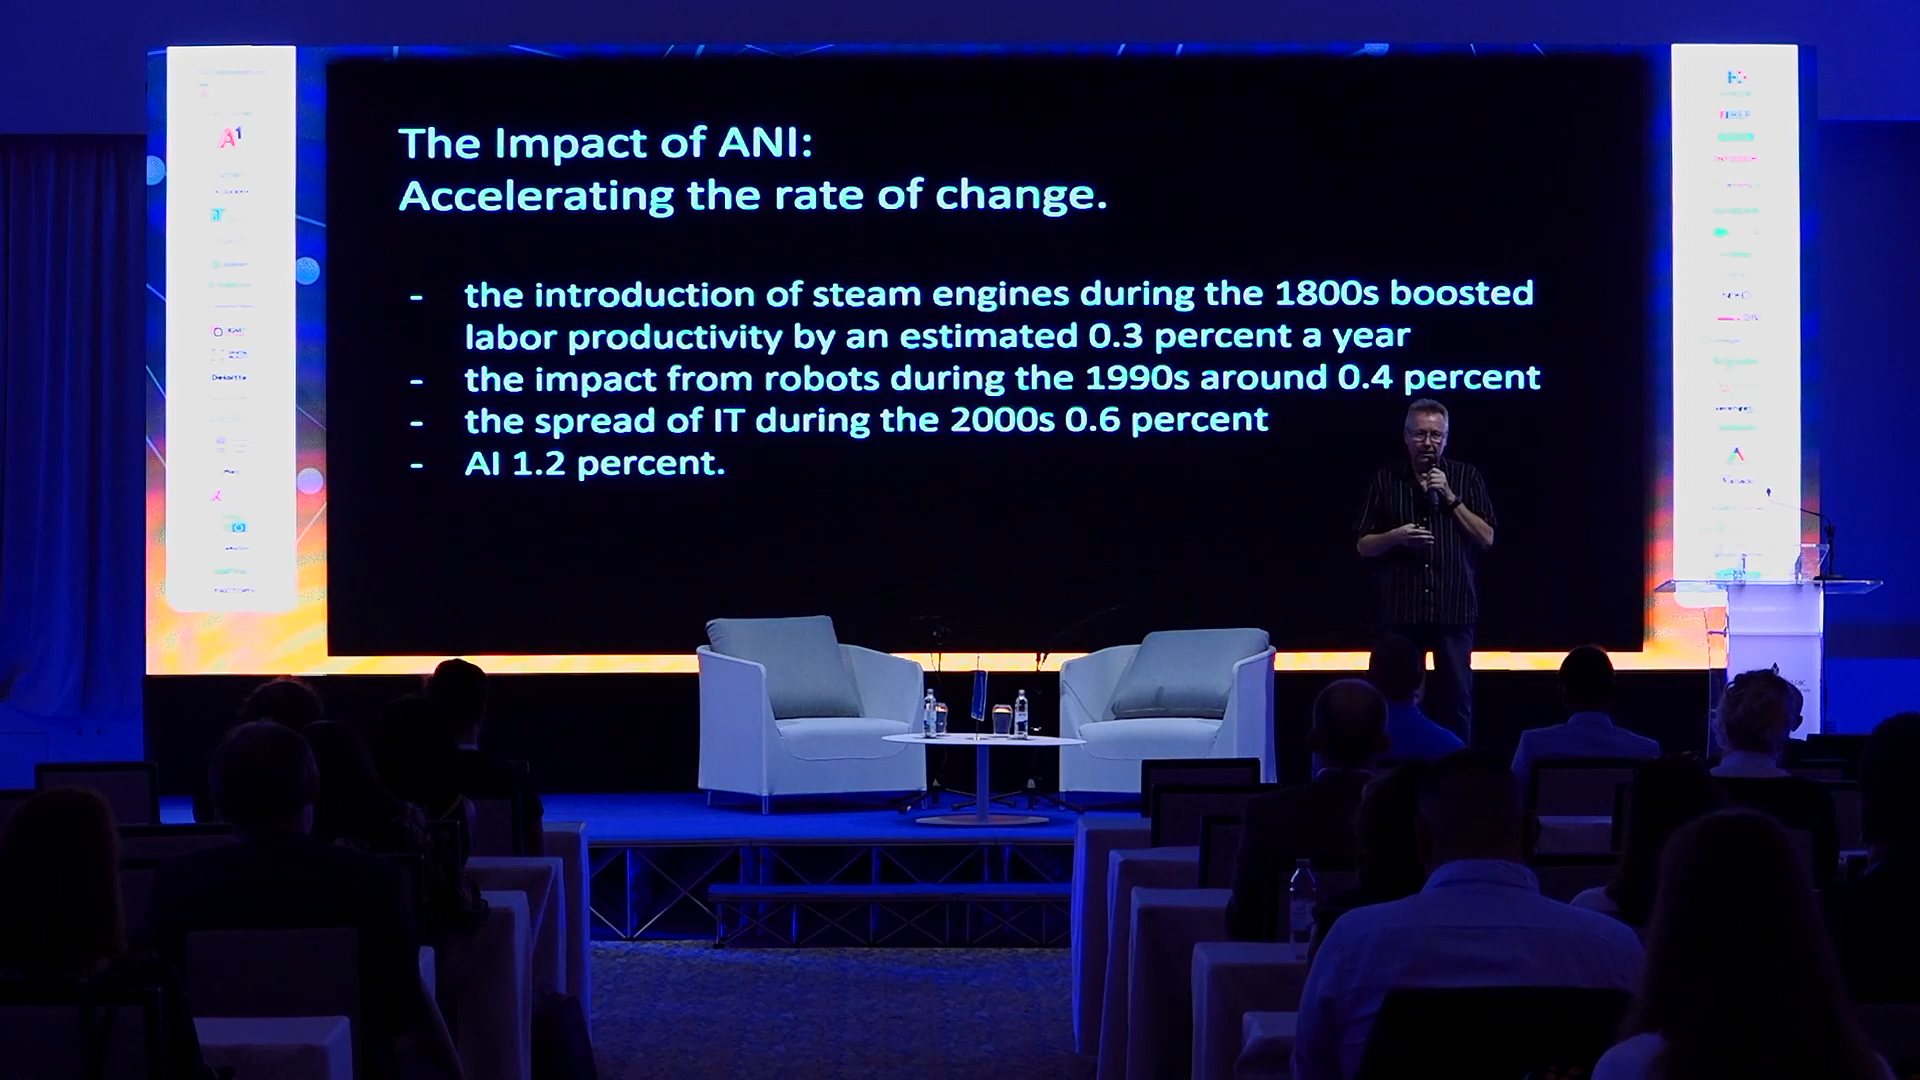 The Impact of ANI:
Accelerating the rate of change.
- the introduction of steam engines during the 1800s boosted
labor productivity by an estimated 0.3 percent a year
- the impact from robots during the 1990s around 0.4 percent
- the spread of IT during the 2000s 0.6 percent
- AI 1.2 percent.
A1
Deloitte